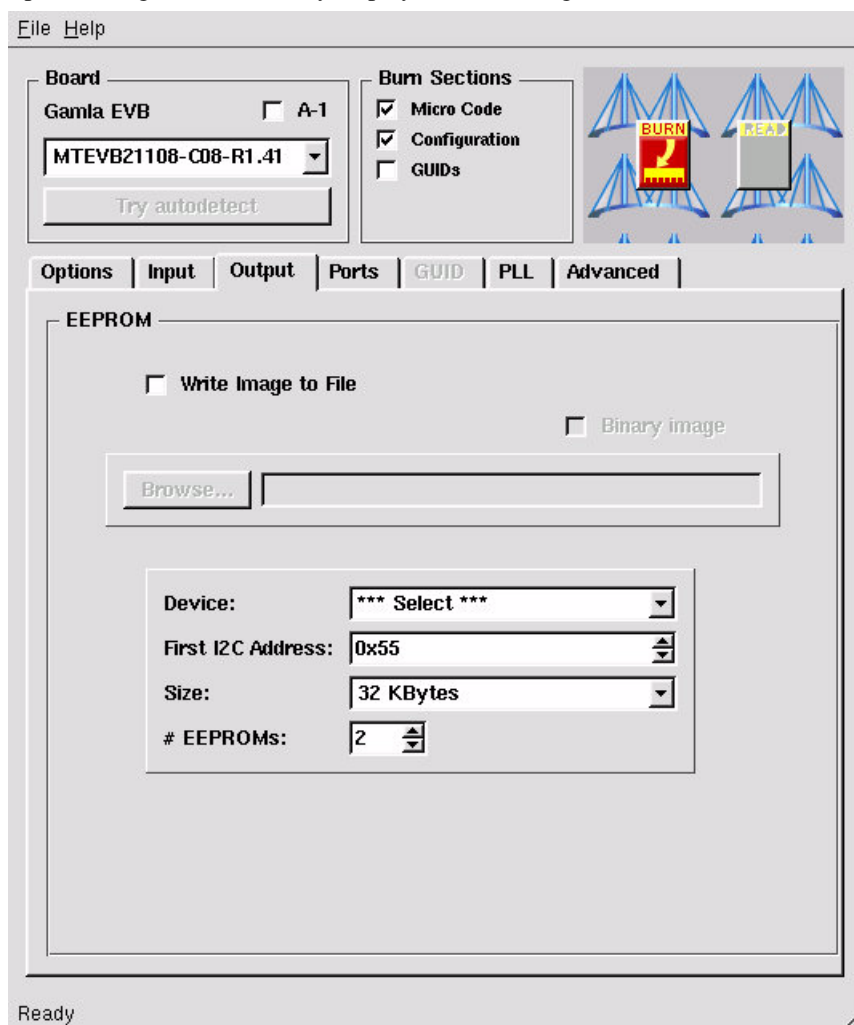 File Help
Board
Gamla EVB
A-1
MTEVB21108-C08-R1.41
Try autodetect
Burn Sections
Micro Code
Configuration
GUIDs
BURN
READ
Options Input Output Ports GUID PLL Advanced
EEPROM
Write Image to File
Binary image
Browse...
Device: *** Select ***
First I2C Address: 0x55
Size: 32 KBytes
# EEPROMs: 2
Ready